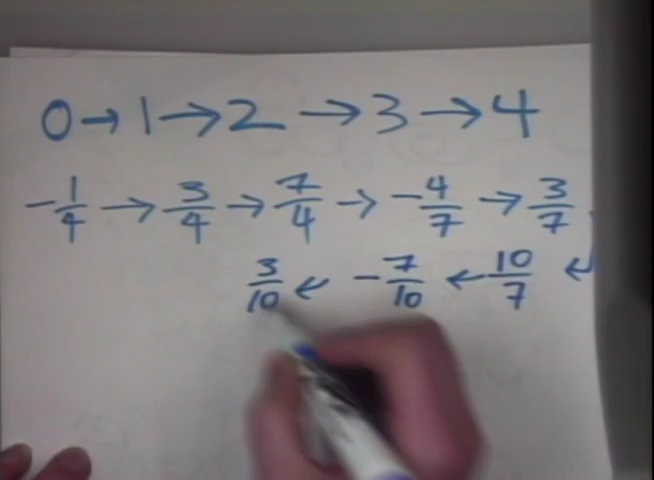 0 → 1 → 2 → 3 → 4
-1/4 → 3/4 → 7/4 → -4/7 → 3/7
3/10 ← -7/10 ← 10/7 ←